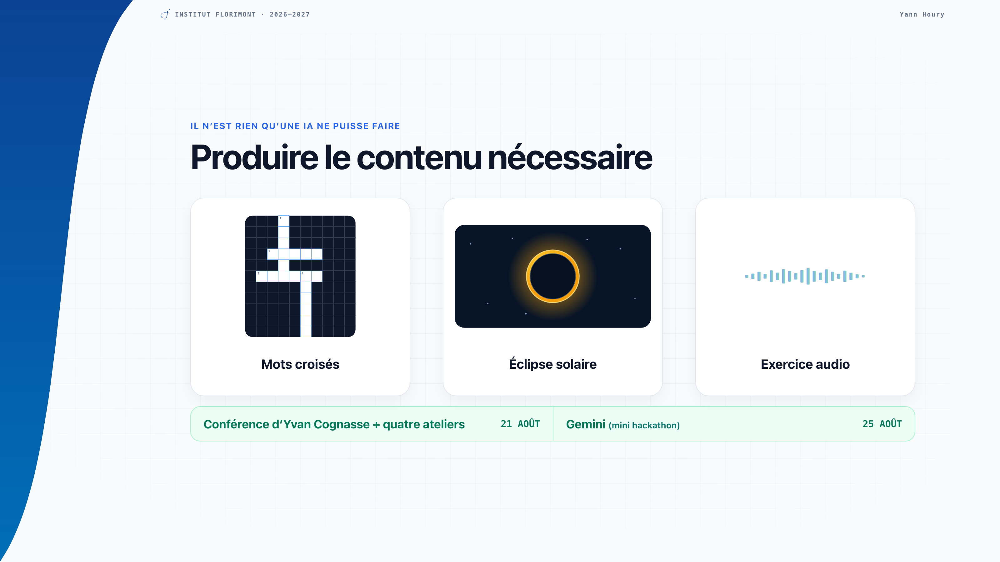 INSTITUT FLORIMONT · 2026–2027
Yann Houry
IL N’EST RIEN QU’UNE IA NE PUISSE FAIRE
Produire le contenu nécessaire
1
2
3
4
Mots croisés
Éclipse solaire
Exercice audio
Conférence d’Yvan Cognasse + quatre ateliers
21 AOÛT
Gemini (mini hackathon)
25 AOÛT